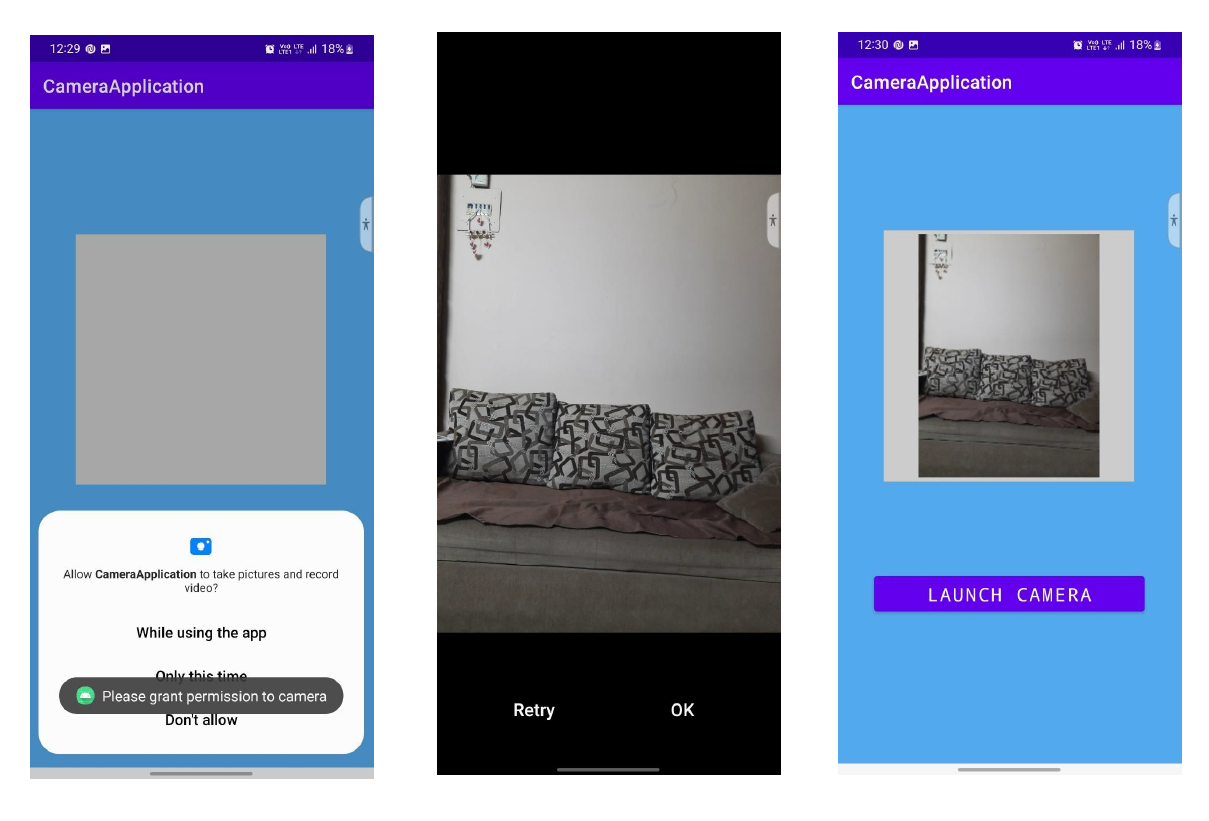 12:29
Vo0 LTE
LTE1
18%
CameraApplication
Allow CameraApplication to take pictures and record
video?
While using the app
Only this time
Please grant permission to camera
Don't allow
Retry
OK
12:30
Vo0 LTE
LTE1
18%
CameraApplication
LAUNCH CAMERA